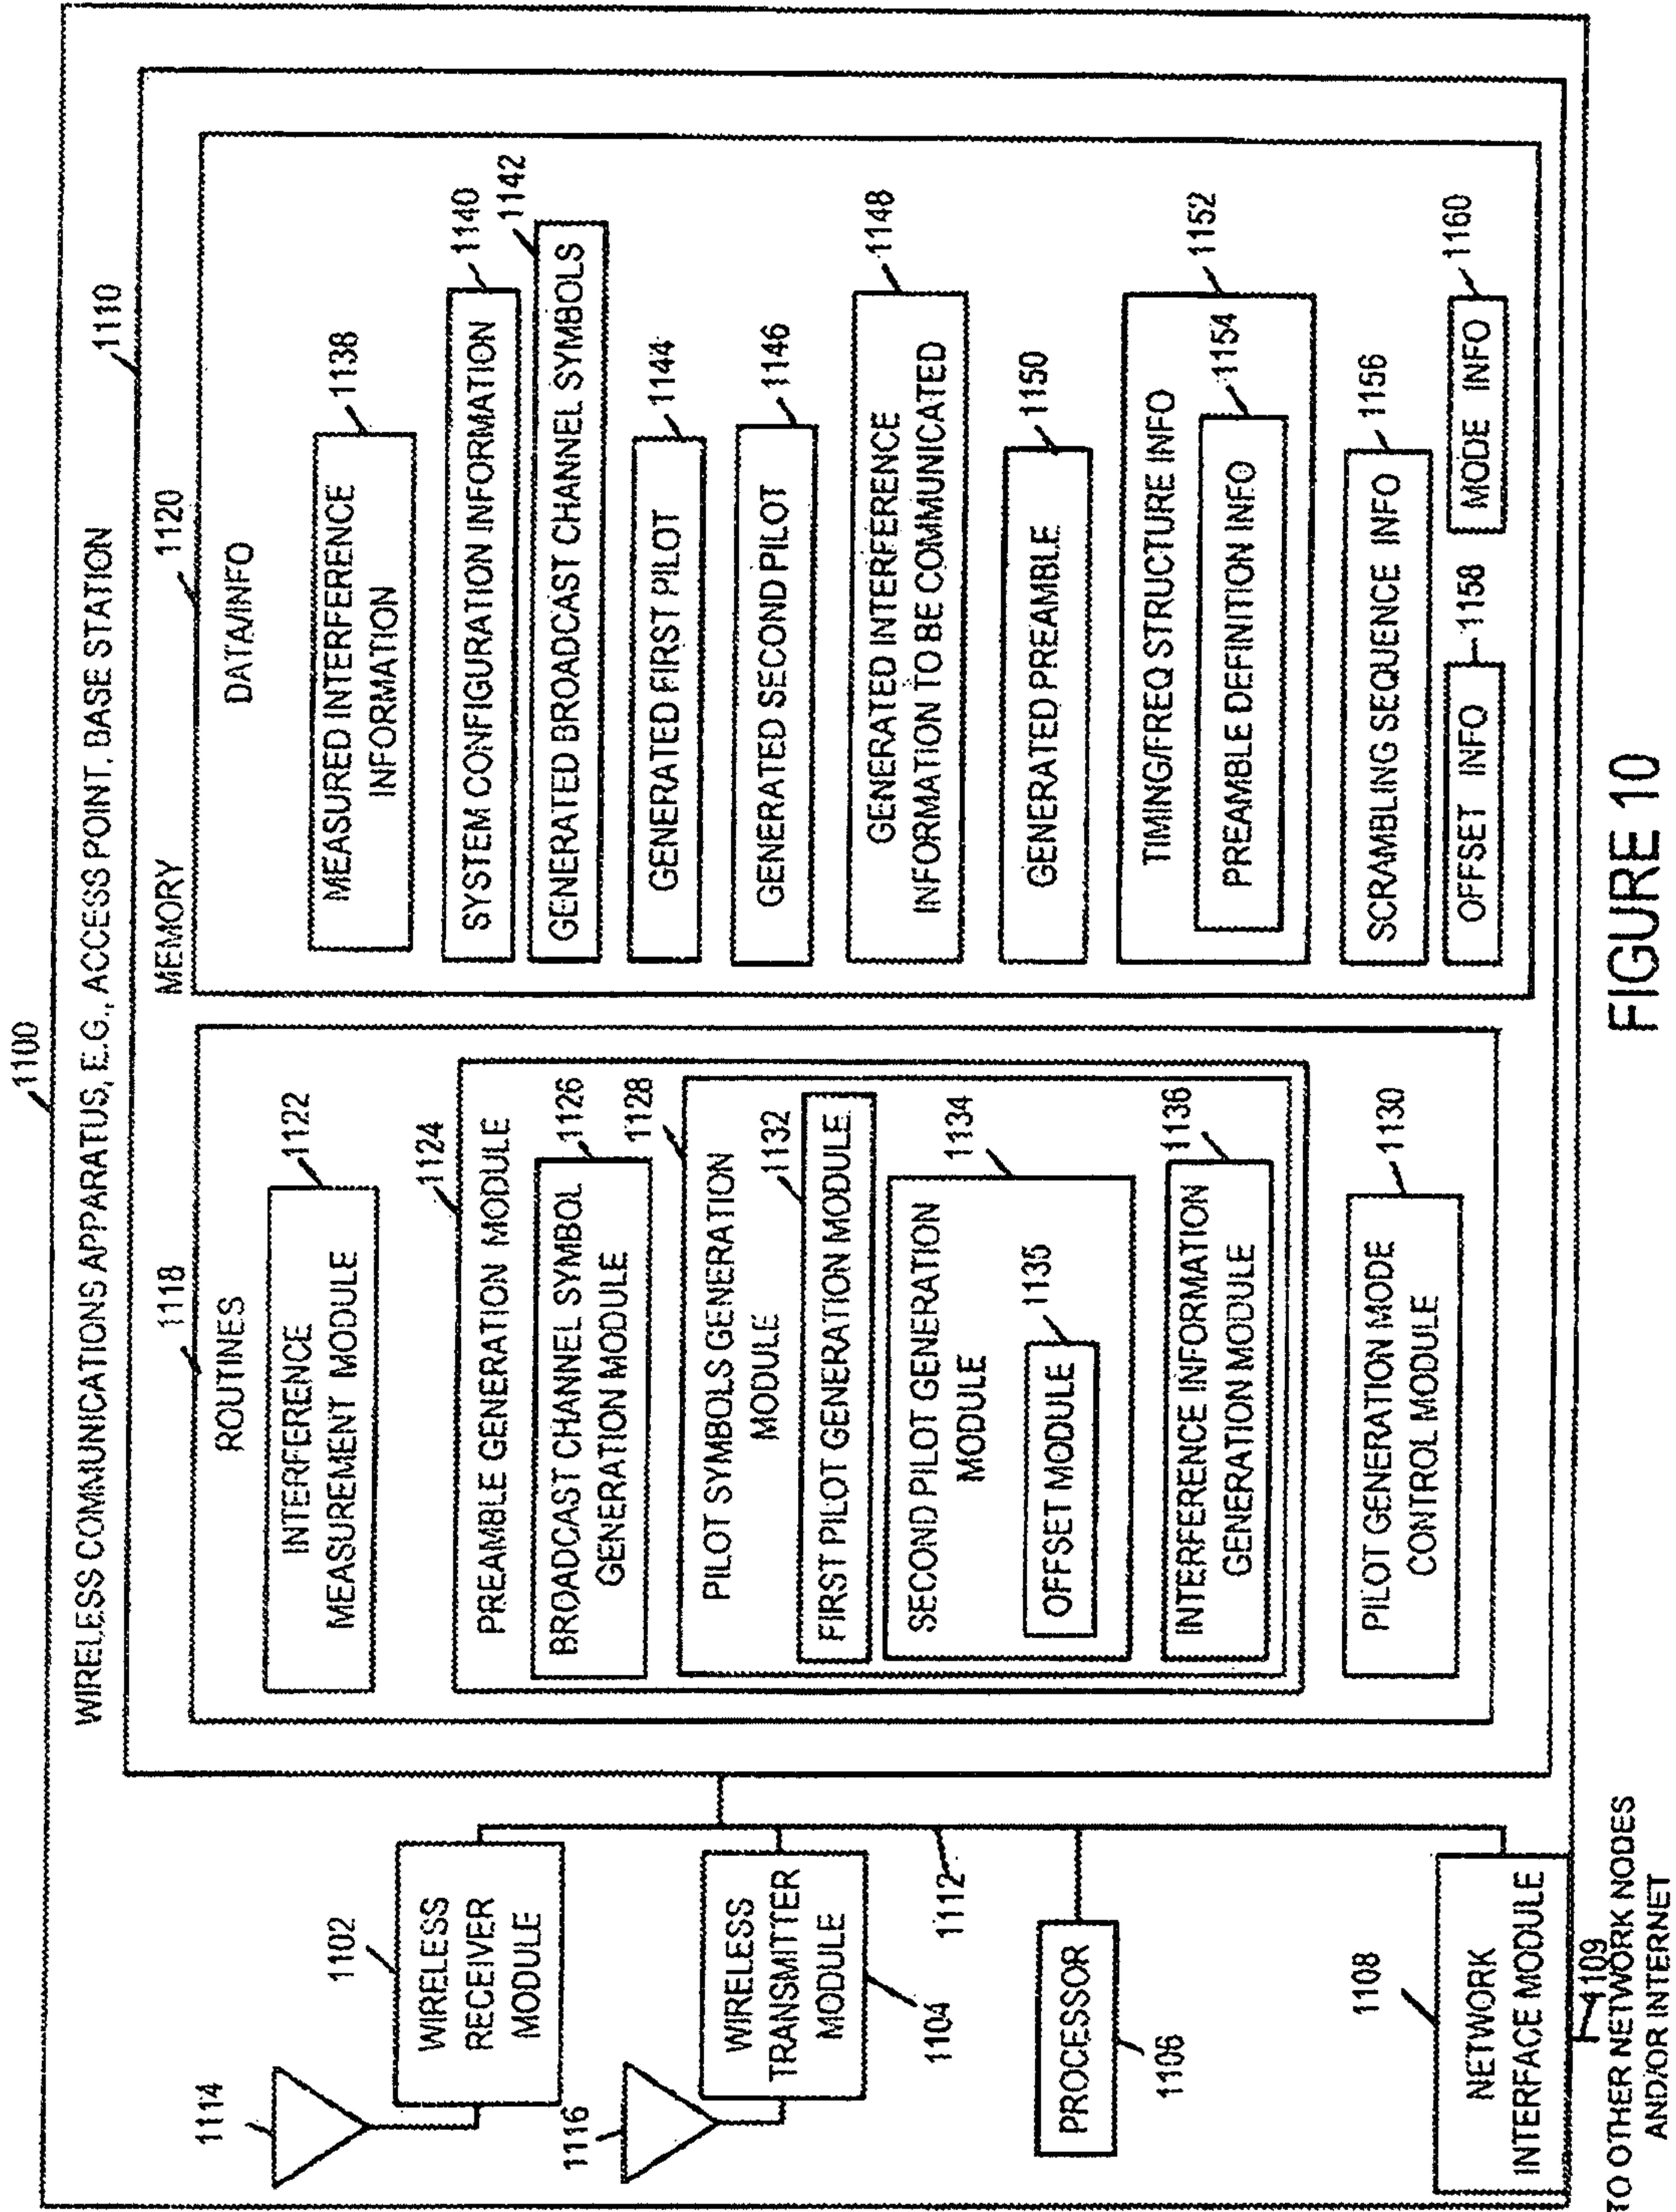 1100
WIRELESS COMMUNICATIONS APPARATUS, E.G., ACCESS POINT, BASE STATION
1110
1114
1102
WIRELESS
RECEIVER
MODULE
1116
WIRELESS
TRANSMITTER
MODULE
1104
1112
PROCESSOR
1106
1108
NETWORK
INTERFACE MODULE
1109
TO OTHER NETWORK NODES
AND/OR INTERNET
MEMORY
1118
ROUTINES
1122
INTERFERENCE
MEASUREMENT MODULE
1124
PREAMBLE GENERATION MODULE
1126
BROADCAST CHANNEL SYMBOL
GENERATION MODULE
1128
PILOT SYMBOLS GENERATION
MODULE
1132
FIRST PILOT GENERATION MODULE
1134
SECOND PILOT GENERATION
MODULE
1135
OFFSET MODULE
1136
INTERFERENCE INFORMATION
GENERATION MODULE
1130
PILOT GENERATION MODE
CONTROL MODULE
1120
DATA/INFO
1138
MEASURED INTERFERENCE
INFORMATION
1140
SYSTEM CONFIGURATION INFORMATION
1142
GENERATED BROADCAST CHANNEL SYMBOLS
1144
GENERATED FIRST PILOT
1146
GENERATED SECOND PILOT
1148
GENERATED INTERFERENCE
INFORMATION TO BE COMMUNICATED
1150
GENERATED PREAMBLE
1152
TIMING/FREQ STRUCTURE INFO
1154
PREAMBLE DEFINITION INFO
1156
SCRAMBLING SEQUENCE INFO
1158
OFFSET INFO
1160
MODE INFO
FIGURE 10